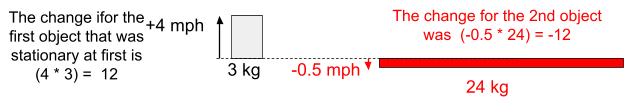 The change ifor the
first object that was
stationary at first is
(4 * 3) =  12
+4 mph
3 kg
-0.5 mph
The change for the 2nd object
was  (-0.5 * 24) = -12
24 kg